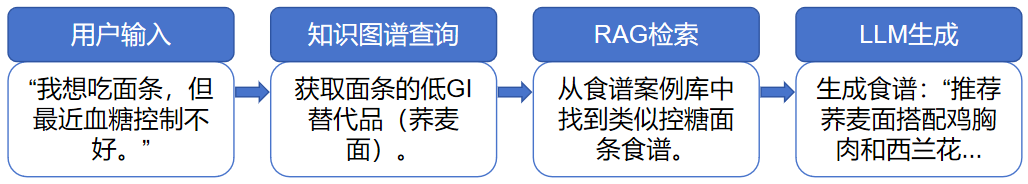 用户输入
“我想吃面条，但
最近血糖控制不
好。”
知识图谱查询
获取面条的低GI
替代品（荞麦
面）。
RAG检索
从食谱案例库中
找到类似控糖面
条食谱。
LLM生成
生成食谱：“推荐
荞麦面搭配鸡胸
肉和西兰花...